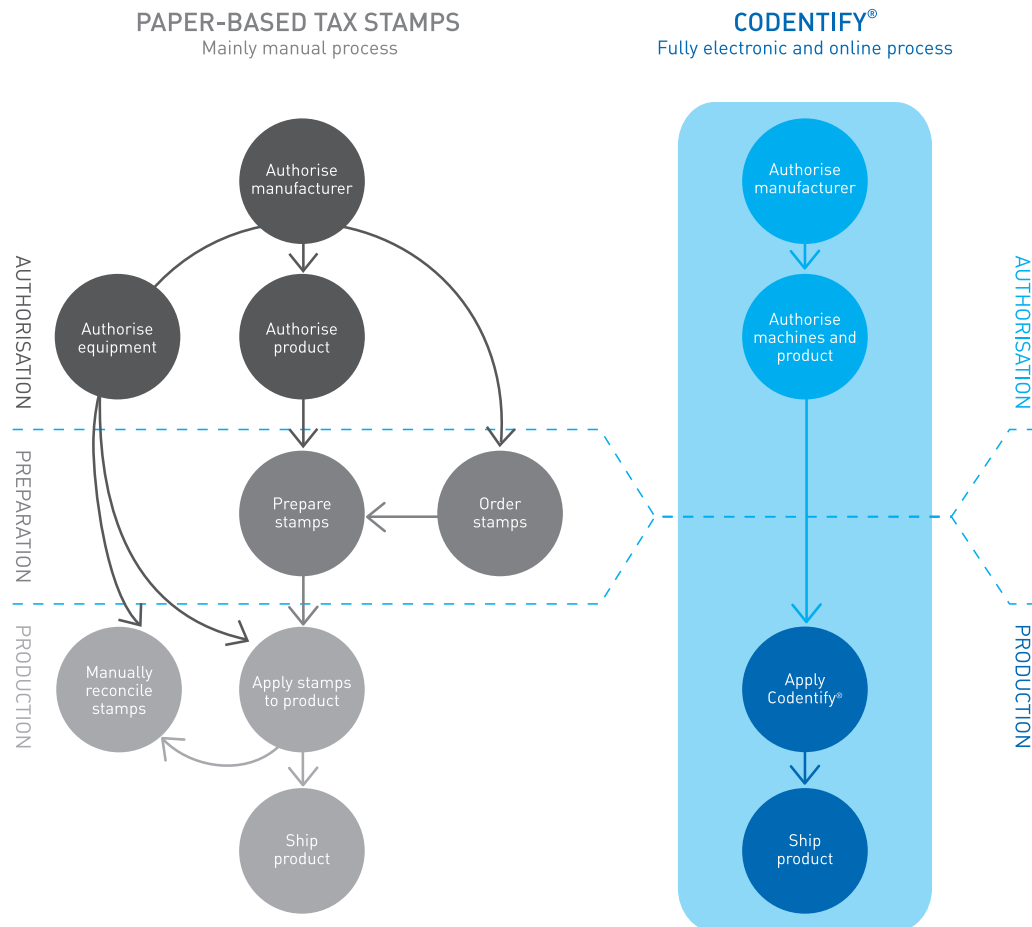 PAPER-BASED TAX STAMPS
Mainly manual process
CODENTIFY®
Fully electronic and online process
Authorise
manufacturer
Authorise
equipment
Authorise
product
Prepare
stamps
Order
stamps
Manually
reconcile
stamps
Apply stamps
to product
Ship
product
AUTHORISATION
PREPARATION
PRODUCTION
Authorise
manufacturer
Authorise
machines and
product
Apply
Codentify®
Ship
product
AUTHORISATION
PRODUCTION